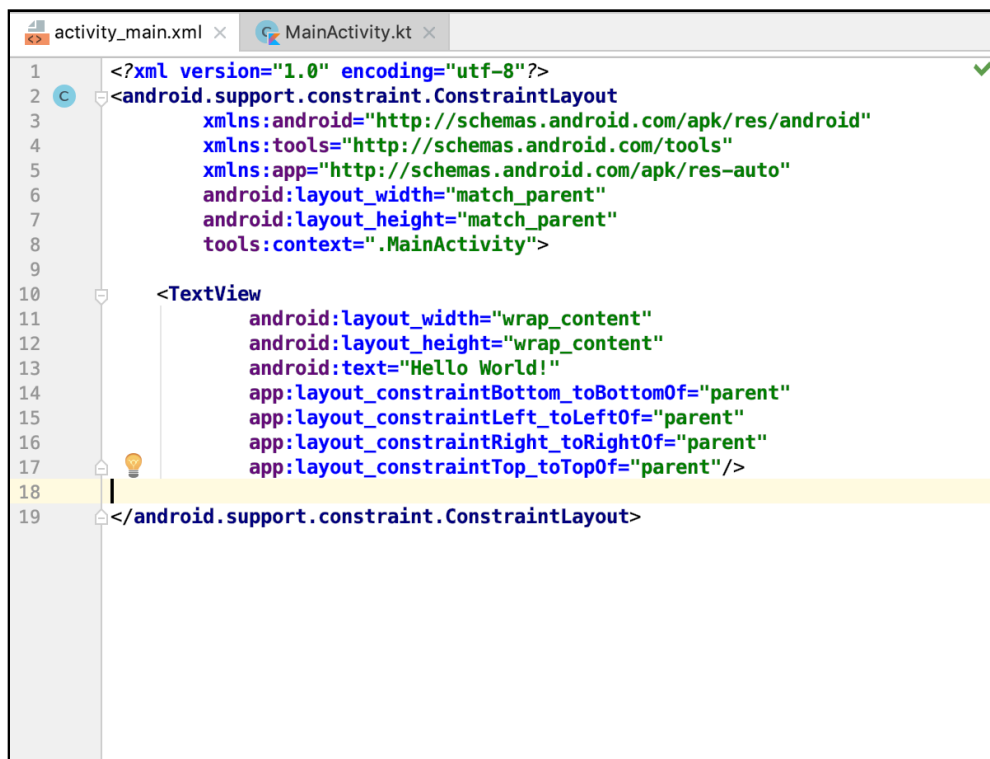 activity_main.xml MainActivity.kt
1 <?xml version="1.0" encoding="utf-8"?>
2 C <android.support.constraint.ConstraintLayout
3 xmlns:android="http://schemas.android.com/apk/res/android"
4 xmlns:tools="http://schemas.android.com/tools"
5 xmlns:app="http://schemas.android.com/apk/res-auto"
6 android:layout_width="match_parent"
7 android:layout_height="match_parent"
8 tools:context=".MainActivity">
9
10 <TextView
11 android:layout_width="wrap_content"
12 android:layout_height="wrap_content"
13 android:text="Hello World!"
14 app:layout_constraintBottom_toBottomOf="parent"
15 app:layout_constraintLeft_toLeftOf="parent"
16 app:layout_constraintRight_toRightOf="parent"
17 app:layout_constraintTop_toTopOf="parent"/>
18
19 </android.support.constraint.ConstraintLayout>